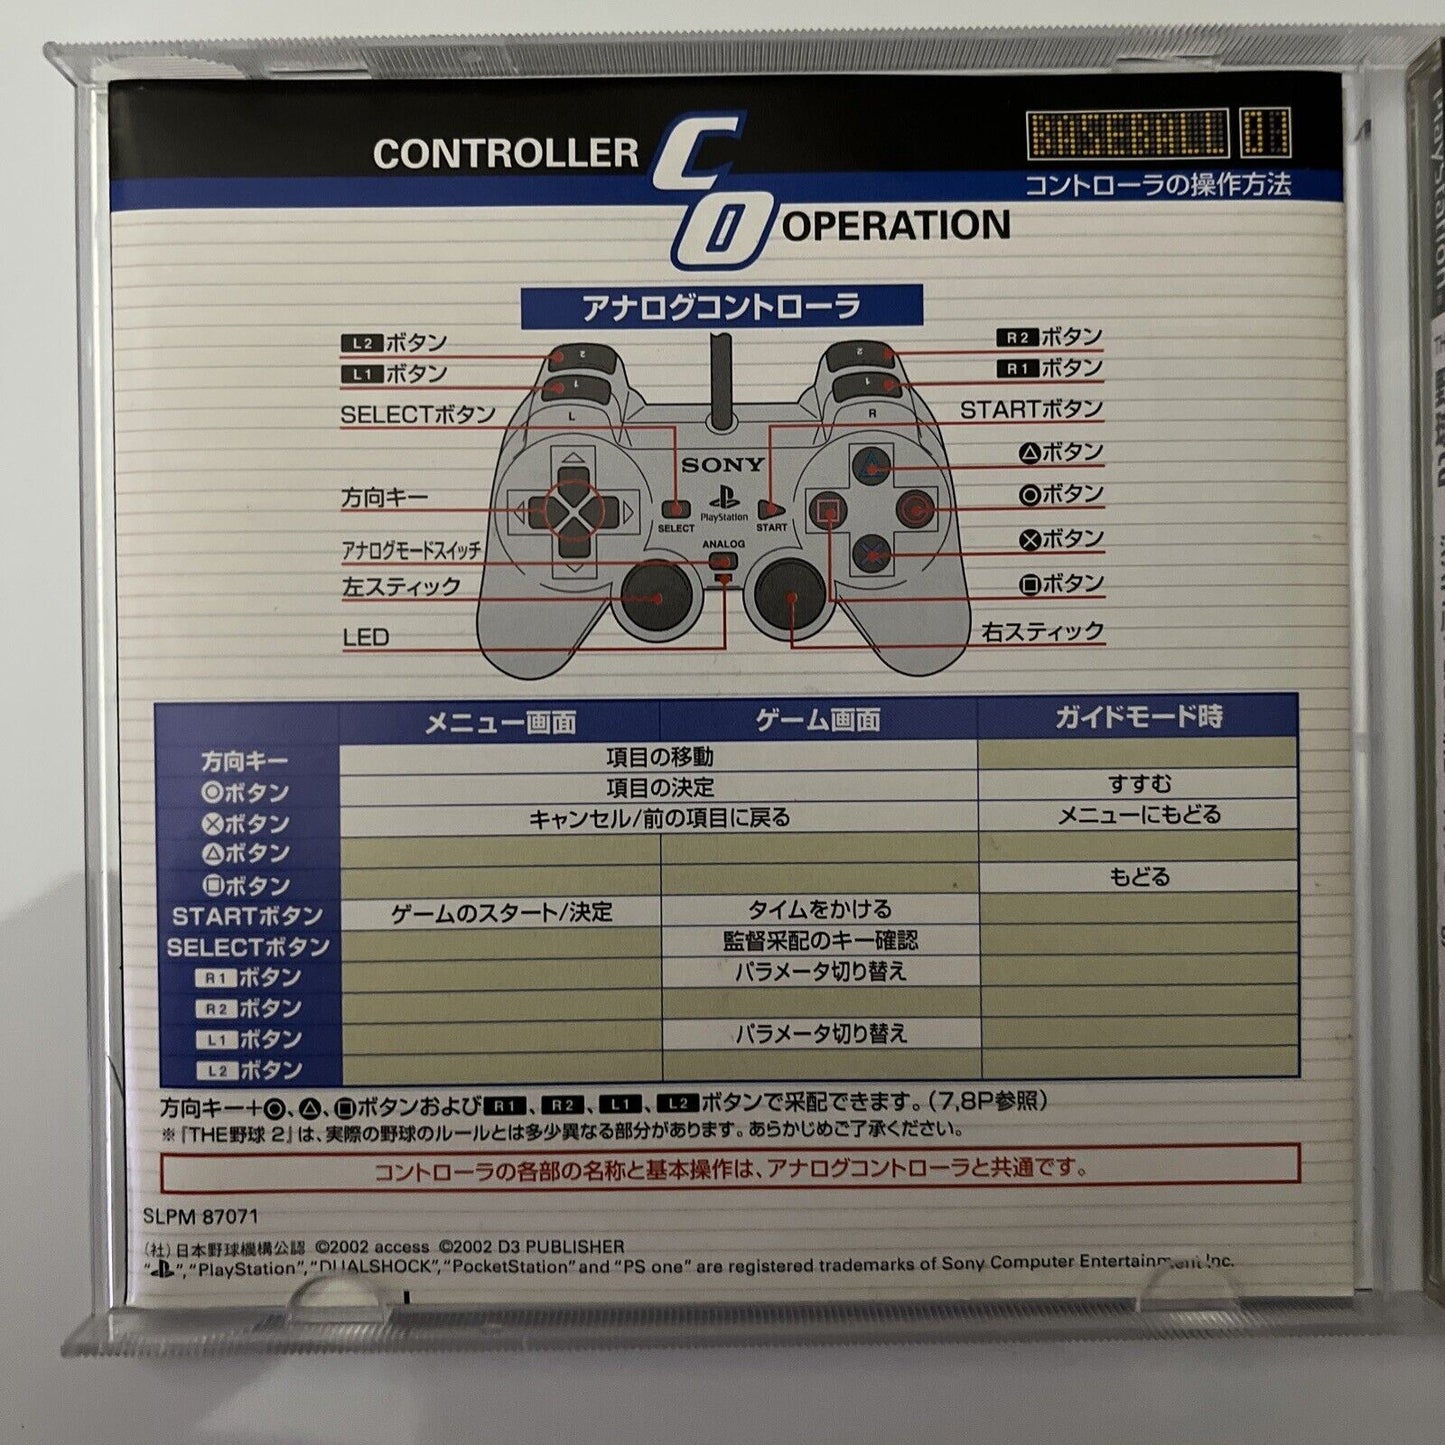 CONTROLLER
CO
OPERATION
BASEBALL 01
コントローラの操作方法
アナログコントローラ
L2ボタン
L1ボタン
SELECTボタン
方向キー
アナログモードスイッチ
左スティック
LED
R2ボタン
R1ボタン
STARTボタン
△ボタン
○ボタン
×ボタン
□ボタン
右スティック
2
1
L
2
1
R
SONY
PlayStation
SELECT
START
ANALOG
メニュー画面 ゲーム画面 ガイドモード時
方向キー 項目の移動
○ボタン 項目の決定 すすむ
×ボタン キャンセル/前の項目に戻る メニューにもどる
△ボタン
□ボタン もどる
STARTボタン ゲームのスタート/決定 タイムをかける
SELECTボタン 監督采配のキー確認
R1ボタン パラメータ切り替え
R2ボタン
L1ボタン パラメータ切り替え
L2ボタン
方向キー+○、△、□ボタンおよびR1、R2、L1、L2ボタンで采配できます。(7,8P参照)
※『THE野球 2』は、実際の野球のルールとは多少異なる部分があります。あらかじめご了承ください。
コントローラの各部の名称と基本操作は、アナログコントローラと共通です。
SLPM 87071
(社)日本野球機構公認 ©2002 access ©2002 D3 PUBLISHER
"PS", "PlayStation", "DUALSHOCK", "PocketStation" and "PS one" are registered trademarks of Sony Computer Entertainment Inc.
PlayStation